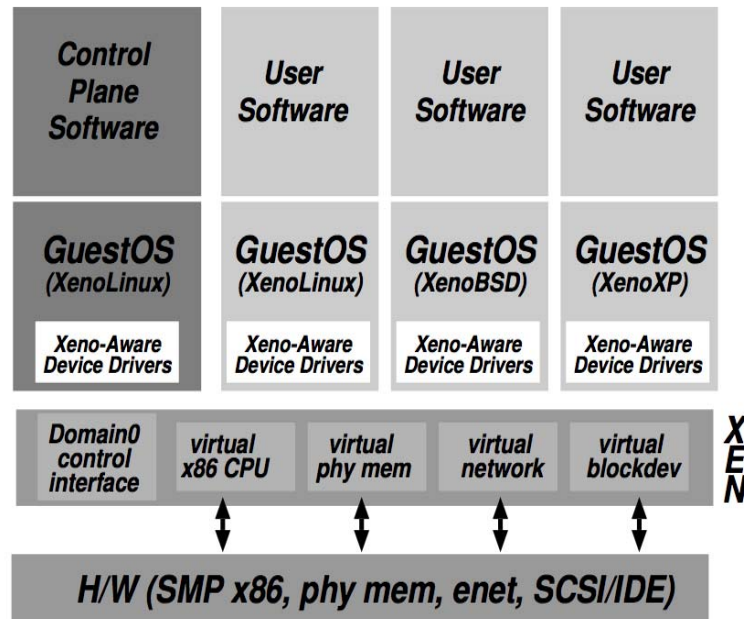 Control
Plane
Software
User
Software
User
Software
User
Software
GuestOS
(XenoLinux)
GuestOS
(XenoLinux)
GuestOS
(XenoBSD)
GuestOS
(XenoXP)
Xeno-Aware
Device Drivers
Xeno-Aware
Device Drivers
Xeno-Aware
Device Drivers
Xeno-Aware
Device Drivers
Domain0
control
interface
virtual
x86 CPU
virtual
phy mem
virtual
network
virtual
blockdev
X
E
N
H/W (SMP x86, phy mem, enet, SCSI/IDE)